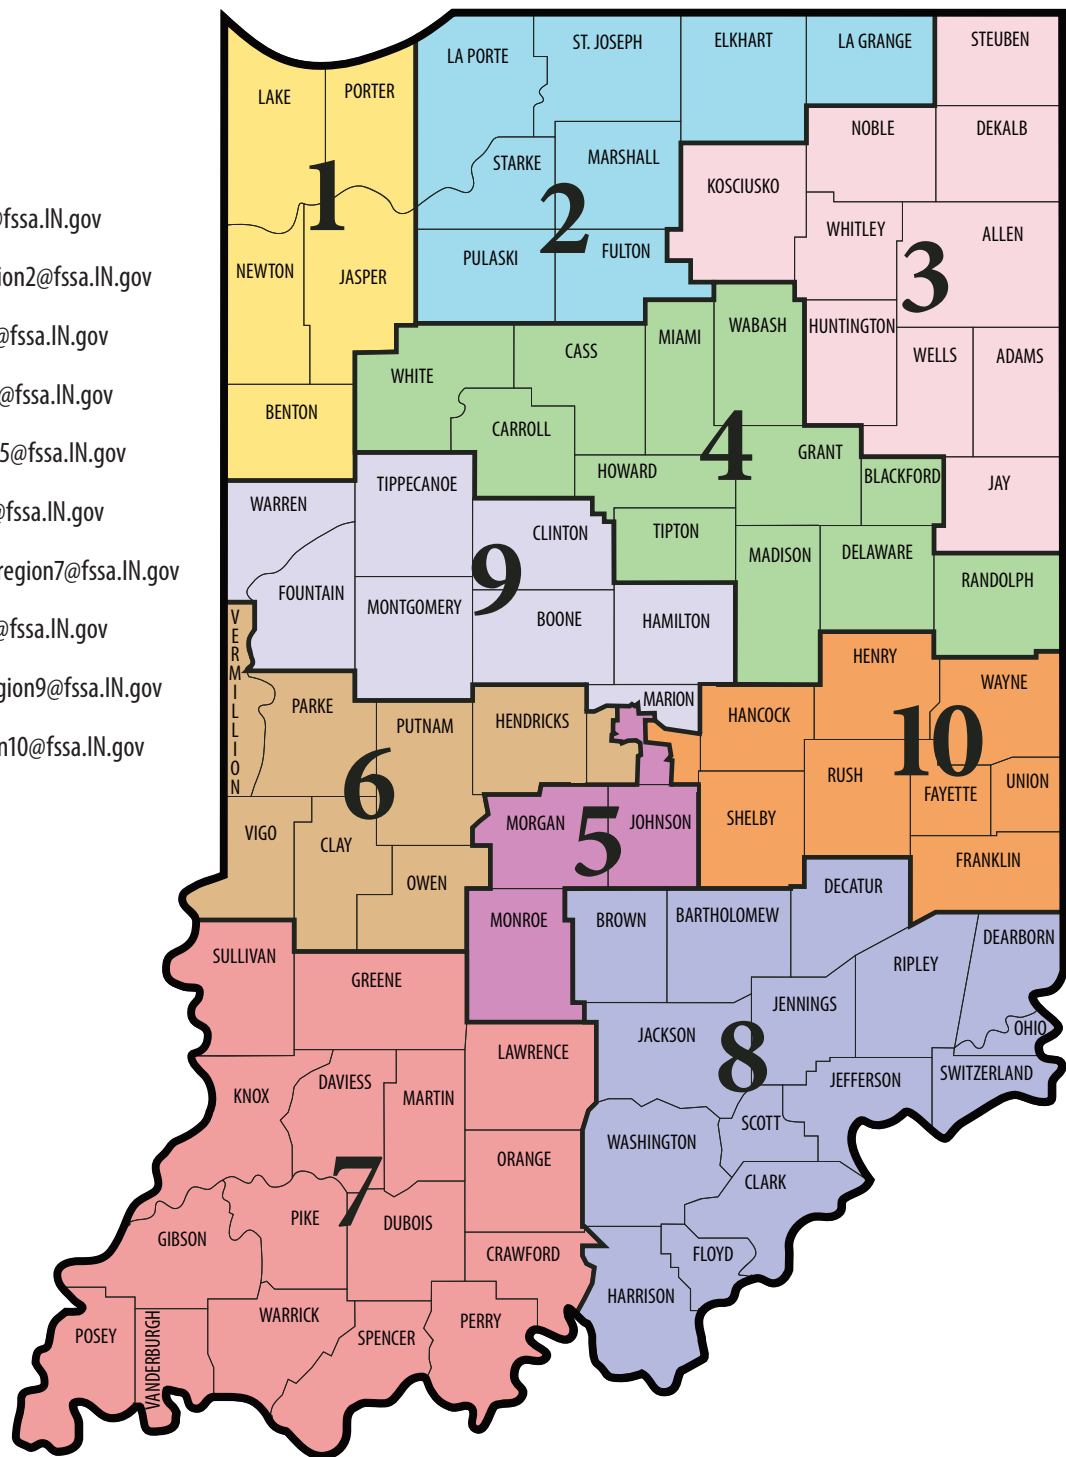 @fssa.IN.gov
ion2@fssa.IN.gov
@fssa.IN.gov
@fssa.IN.gov
5@fssa.IN.gov
@fssa.IN.gov
region7@fssa.IN.gov
@fssa.IN.gov
gion9@fssa.IN.gov
n10@fssa.IN.gov
LAKE
PORTER
1
NEWTON
JASPER
BENTON
LA PORTE
ST. JOSEPH
ELKHART
LA GRANGE
STARKE
MARSHALL
2
PULASKI
FULTON
STEUBEN
NOBLE
DEKALB
KOSCIUSKO
WHITLEY
ALLEN
3
HUNTINGTON
WELLS
ADAMS
JAY
WHITE
CASS
MIAMI
WABASH
CARROLL
4
GRANT
HOWARD
BLACKFORD
TIPTON
MADISON
DELAWARE
RANDOLPH
WARREN
TIPPECANOE
CLINTON
9
FOUNTAIN
MONTGOMERY
BOONE
HAMILTON
MARION
VERMILLION
PARKE
PUTNAM
HENDRICKS
6
VIGO
CLAY
OWEN
MORGAN
5
JOHNSON
MONROE
HANCOCK
HENRY
WAYNE
10
RUSH
FAYETTE
UNION
SHELBY
FRANKLIN
BROWN
BARTHOLOMEW
DECATUR
RIPLEY
DEARBORN
JENNINGS
OHIO
JACKSON
8
JEFFERSON
SWITZERLAND
WASHINGTON
SCOTT
CLARK
FLOYD
HARRISON
SULLIVAN
GREENE
LAWRENCE
KNOX
DAVIESS
MARTIN
ORANGE
7
PIKE
DUBOIS
GIBSON
CRAWFORD
POSEY
VANDERBURGH
WARRICK
SPENCER
PERRY